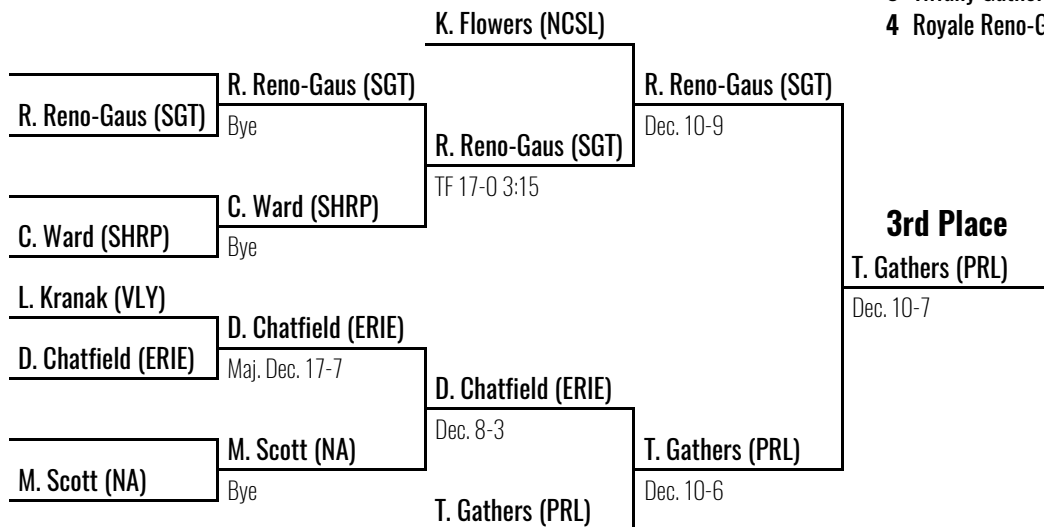 4 Royale Reno-G
K. Flowers (NCSL)
R. Reno-Gaus (SGT)
R. Reno-Gaus (SGT)
R. Reno-Gaus (SGT)
Bye
Dec. 10-9
R. Reno-Gaus (SGT)
TF 17-0 3:15
C. Ward (SHRP)
C. Ward (SHRP)
Bye
3rd Place
T. Gathers (PRL)
Dec. 10-7
L. Kranak (VLY)
D. Chatfield (ERIE)
D. Chatfield (ERIE)
Maj. Dec. 17-7
D. Chatfield (ERIE)
Dec. 8-3
M. Scott (NA)
M. Scott (NA)
Bye
T. Gathers (PRL)
Dec. 10-6
T. Gathers (PRL)